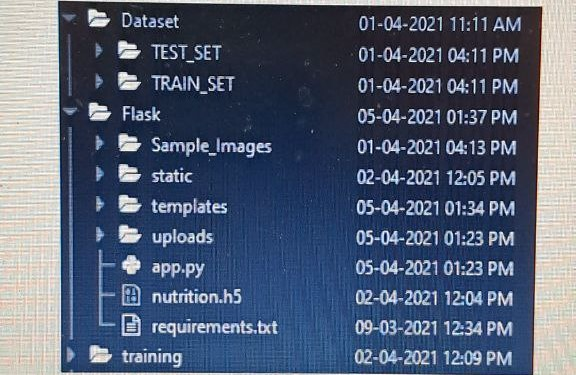 Dataset 01-04-2021 11:11 AM
TEST_SET 01-04-2021 04:11 PM
TRAIN_SET 01-04-2021 04:11 PM
Flask 05-04-2021 01:37 PM
Sample_Images 01-04-2021 04:13 PM
static 02-04-2021 12:05 PM
templates 05-04-2021 01:34 PM
uploads 05-04-2021 01:23 PM
app.py 05-04-2021 01:23 PM
nutrition.h5 02-04-2021 12:04 PM
requirements.txt 09-03-2021 12:34 PM
training 02-04-2021 12:09 PM